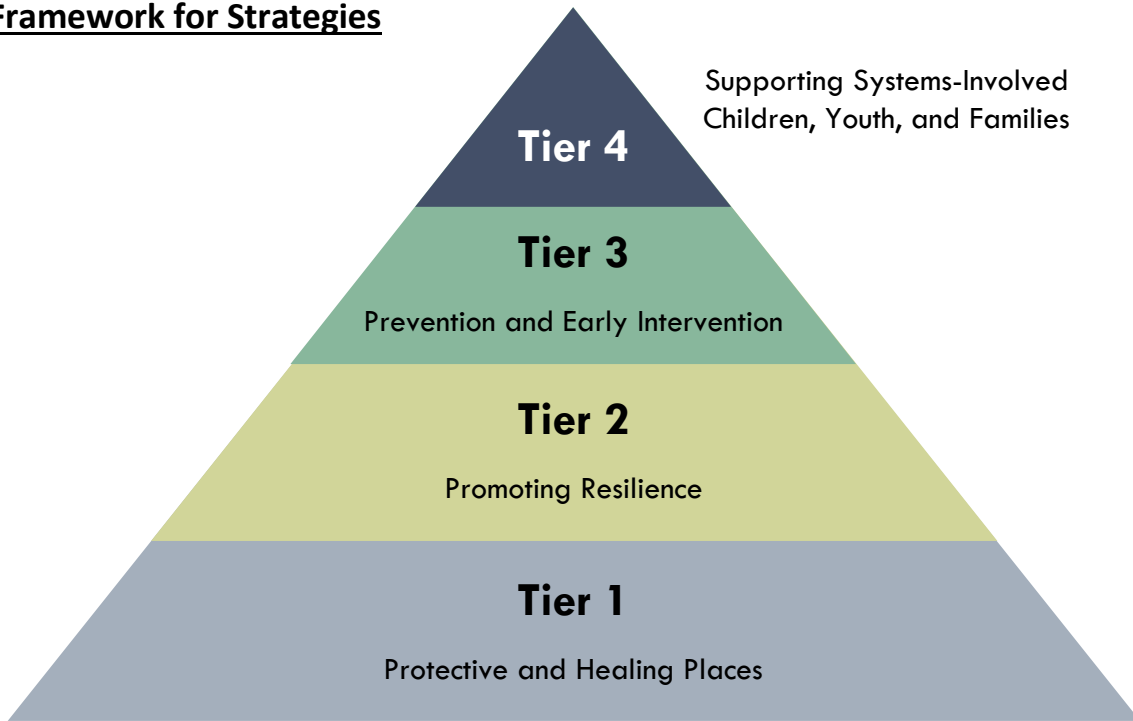 Framework for Strategies
Supporting Systems-Involved
Children, Youth, and Families
Tier 4
Tier 3
Prevention and Early Intervention
Tier 2
Promoting Resilience
Tier 1
Protective and Healing Places